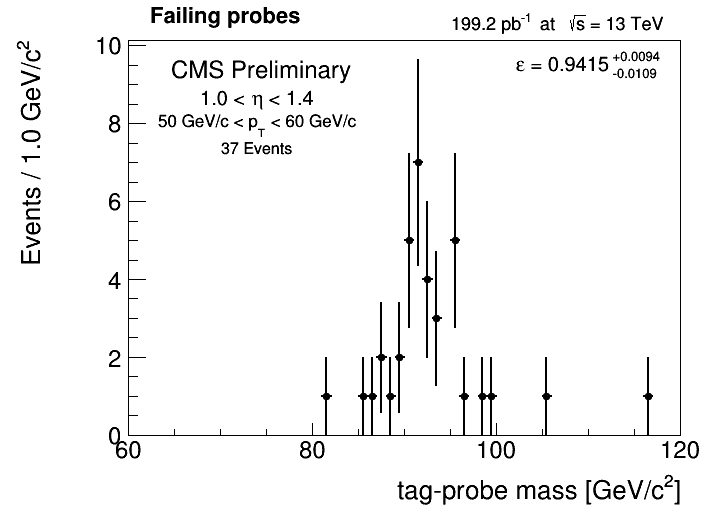 Failing probes
199.2 pb⁻¹ at √s = 13 TeV
CMS Preliminary
1.0 < η < 1.4
50 GeV/c < p_T < 60 GeV/c
37 Events
ε = 0.9415 +0.0094 -0.0109
Events / 1.0 GeV/c²
10
8
6
4
2
0
60 80 100 120
tag-probe mass [GeV/c²]